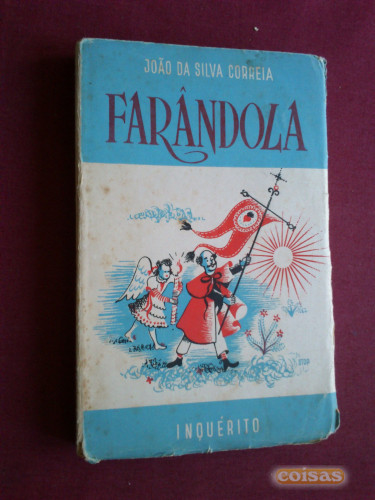 JOÃO DA SILVA CORREIA
FARÂNDOLA
INQUÉRITO
coisas